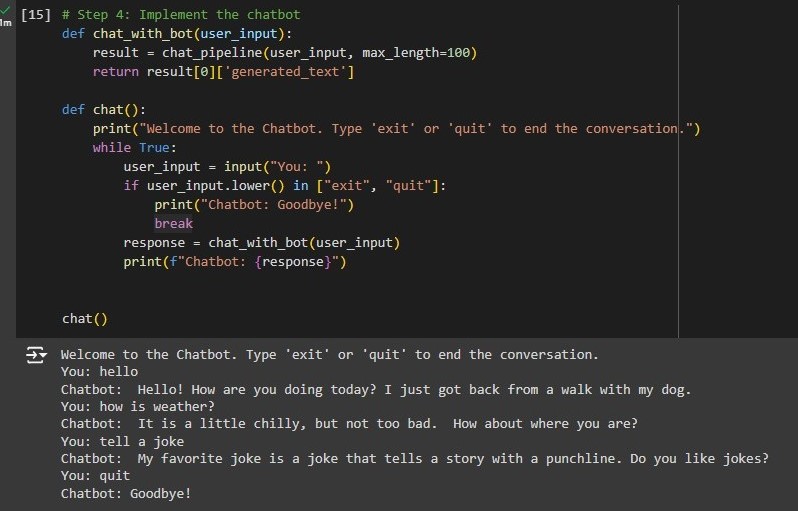 [15] # Step 4: Implement the chatbot
1m
def chat_with_bot(user_input):
    result = chat_pipeline(user_input, max_length=100)
    return result[0]['generated_text']

def chat():
    print("Welcome to the Chatbot. Type 'exit' or 'quit' to end the conversation.")
    while True:
        user_input = input("You: ")
        if user_input.lower() in ["exit", "quit"]:
            print("Chatbot: Goodbye!")
            break
        response = chat_with_bot(user_input)
        print(f"Chatbot: {response}")

chat()
Welcome to the Chatbot. Type 'exit' or 'quit' to end the conversation.
You: hello
Chatbot:  Hello! How are you doing today? I just got back from a walk with my dog.
You: how is weather?
Chatbot:  It is a little chilly, but not too bad.  How about where you are?
You: tell a joke
Chatbot:  My favorite joke is a joke that tells a story with a punchline. Do you like jokes?
You: quit
Chatbot: Goodbye!